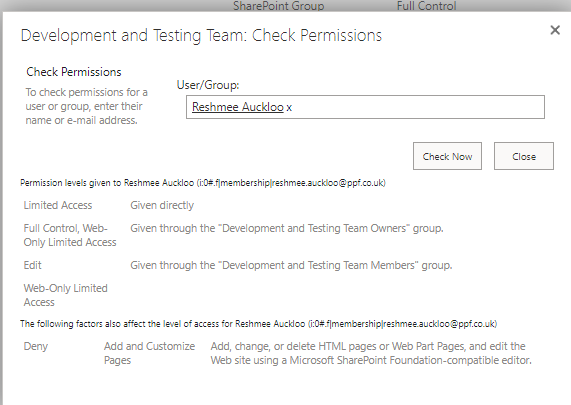 SharePoint Group Full Control
Development and Testing Team: Check Permissions
Check Permissions
To check permissions for a
user or group, enter their
name or e-mail address.
User/Group:
Reshmee Auckloo x
Check Now Close
Permission levels given to Reshmee Auckloo (i:0#.f|membership|reshmee.auckloo@ppf.co.uk)
Limited Access Given directly
Full Control, Web-
Only Limited Access
Given through the "Development and Testing Team Owners" group.
Edit Given through the "Development and Testing Team Members" group.
Web-Only Limited
Access
The following factors also affect the level of access for Reshmee Auckloo (i:0#.f|membership|reshmee.auckloo@ppf.co.uk)
Deny
Add and Customize
Pages
Add, change, or delete HTML pages or Web Part Pages, and edit the
Web site using a Microsoft SharePoint Foundation-compatible editor.